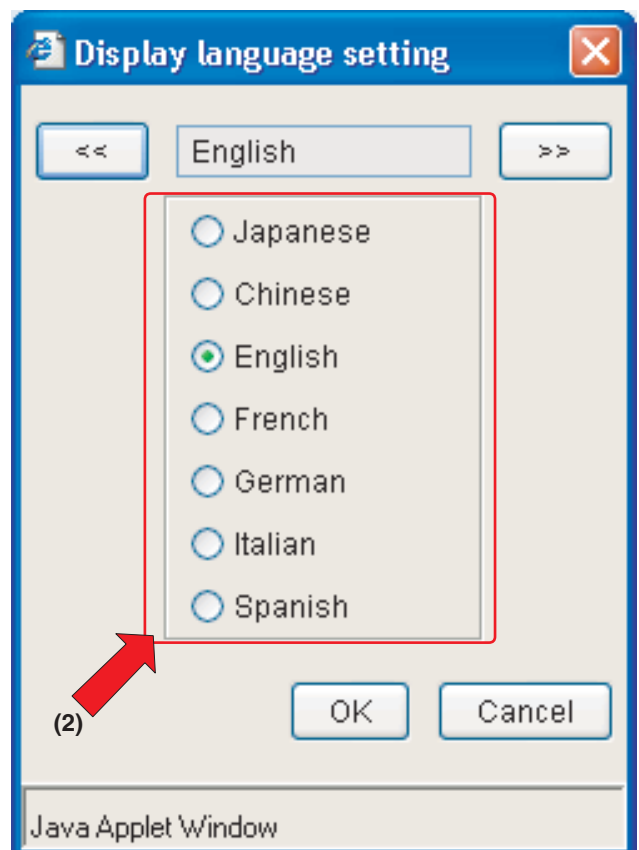 Display language setting
<< English >>
Japanese
Chinese
English
French
German
Italian
Spanish
(2)
OK Cancel
Java Applet Window